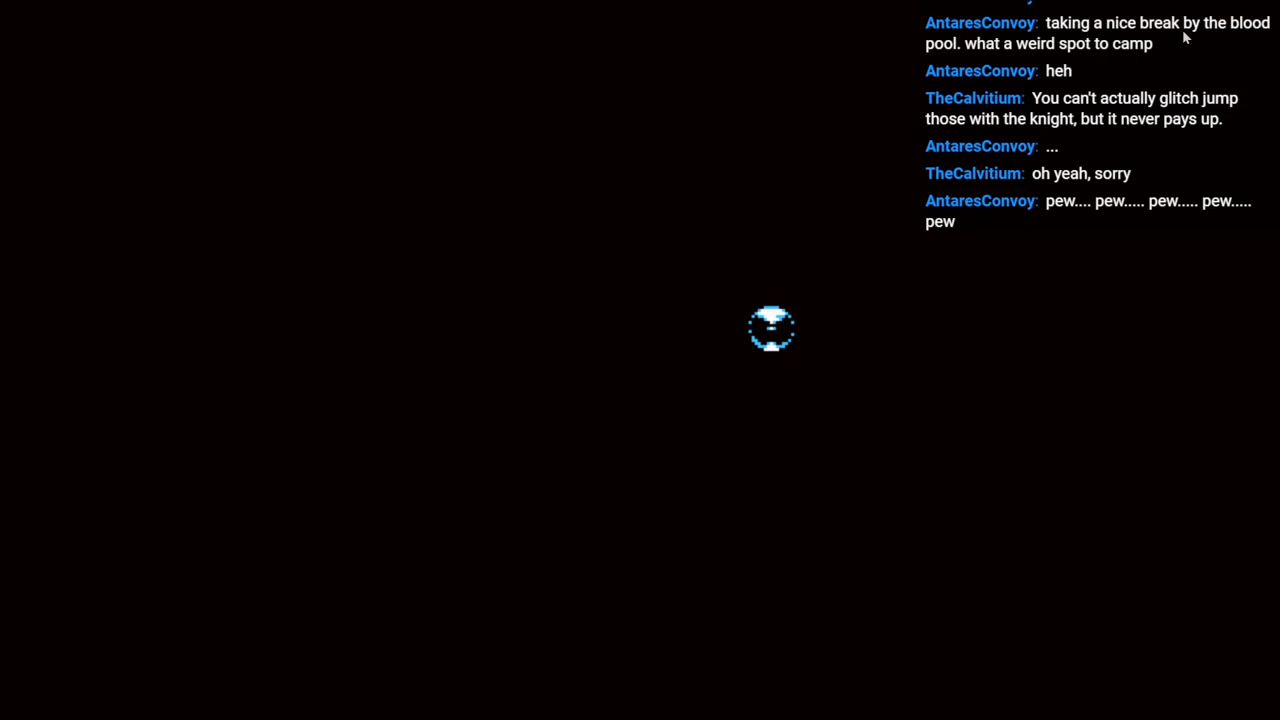 AntaresConvoy: taking a nice break by the blood
pool. what a weird spot to camp
AntaresConvoy: heh
TheCalvitium: You can't actually glitch jump
those with the knight, but it never pays up.
AntaresConvoy: ...
TheCalvitium: oh yeah, sorry
AntaresConvoy: pew.... pew..... pew..... pew.....
pew